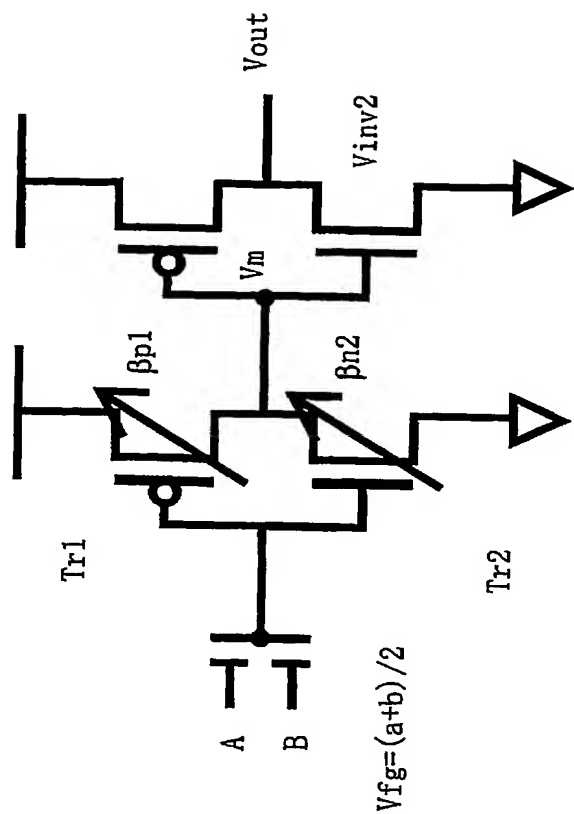 Vout
Vinv2
Vm
βp1
βn2
Tr1
Tr2
A
B
Vfg=(a+b)/2